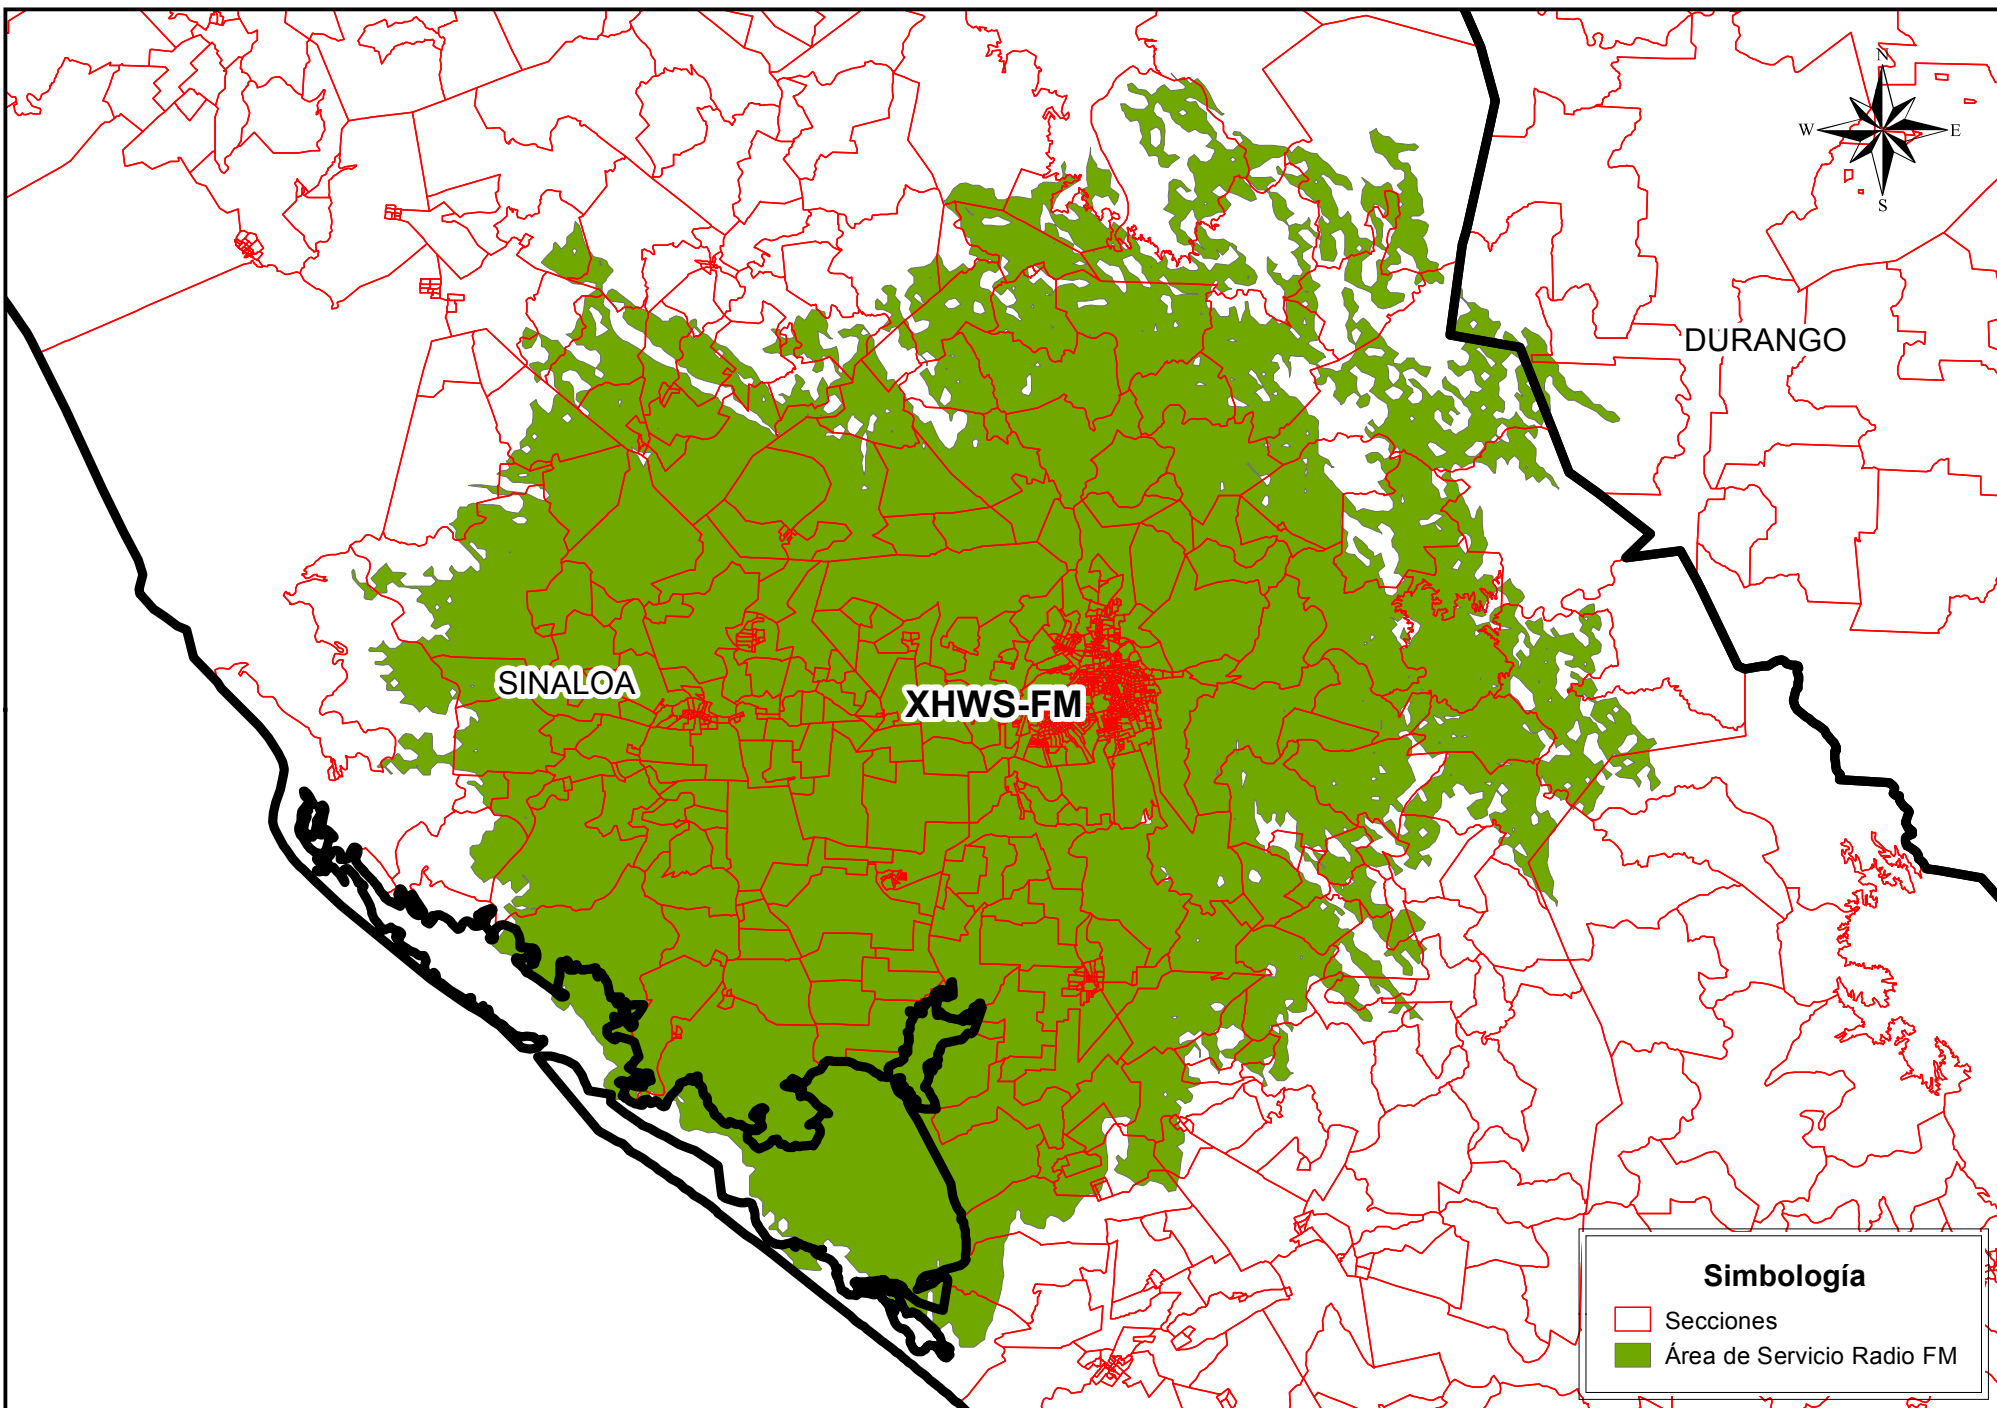 N
W E
S
DURANGO
SINALOA
XHWS-FM
Simbología
Secciones
Área de Servicio Radio FM